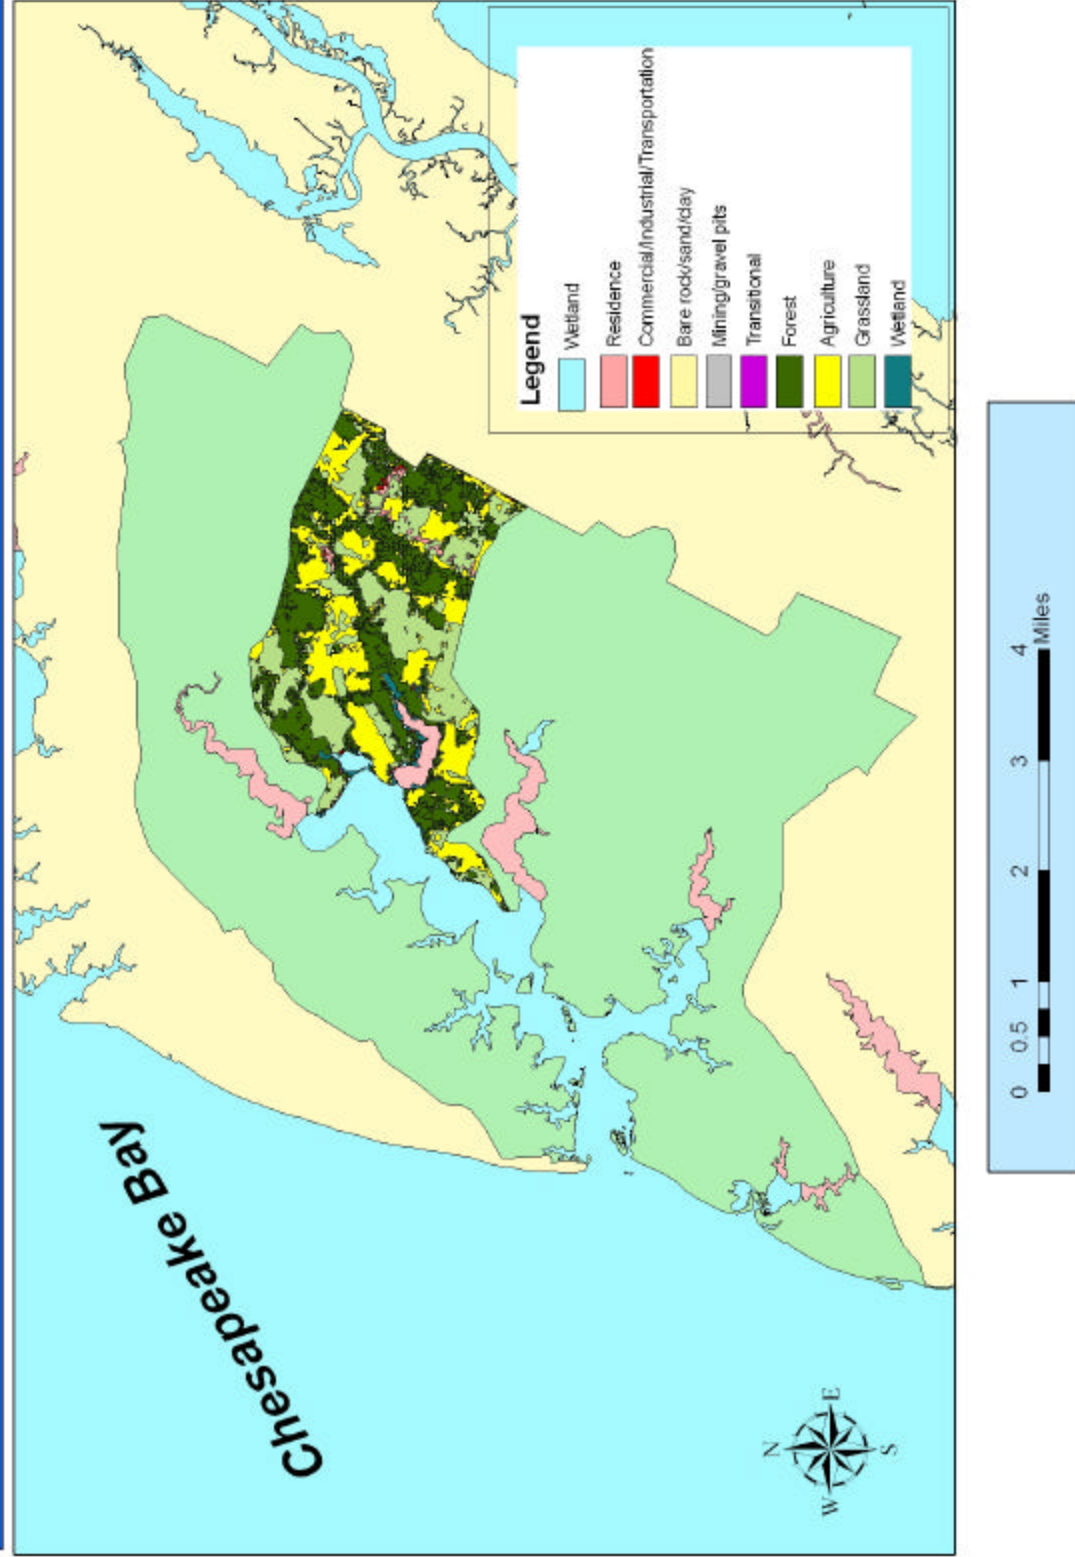 Chesapeake Bay
Legend
Wetland
Residence
Commercial/Industrial/Transportation
Bare rock/sand/day
Mining/gravel pits
Transitional
Forest
Agriculture
Grassland
Wetland
N
W E
S
0 0.5 1 2 3 4
Miles